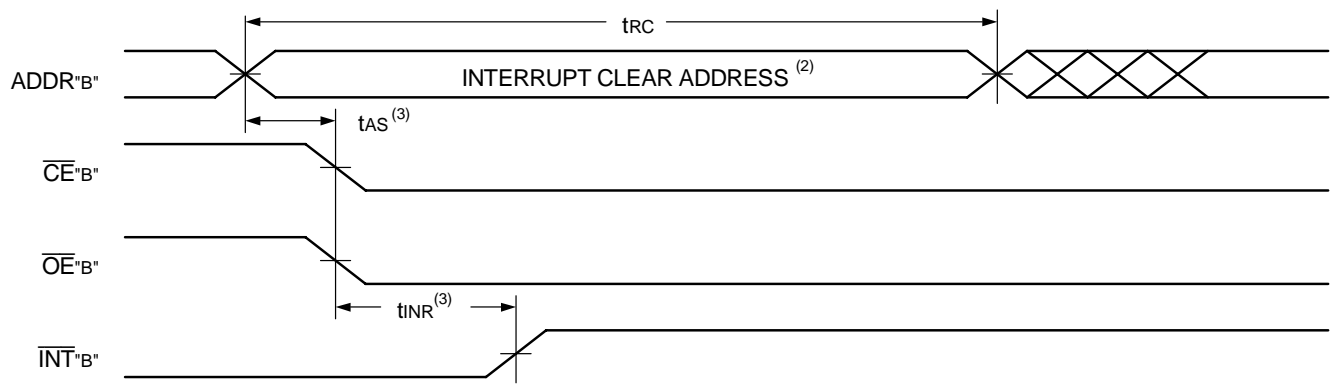 tRC
ADDR"B"
INTERRUPT CLEAR ADDRESS (2)
tAS (3)
CE"B"
OE"B"
tINR(3)
INT"B"